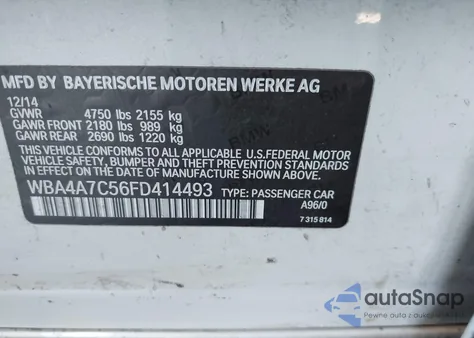 MFD BY BAYERISCHE MOTOREN WERKE AG
12/14
GVWR 4750 lbs 2155 kg
GAWR FRONT 2180 lbs 989 kg
GAWR REAR 2690 lbs 1220 kg
THIS VEHICLE CONFORMS TO ALL APPLICABLE U.S. FEDERAL MOTOR
VEHICLE SAFETY, BUMPER, AND THEFT PREVENTION STANDARDS
IN EFFECT ON THE DATE OF MANUFACTURE SHOWN ABOVE.
WBA4A7C56FD414493 TYPE: PASSENGER CAR
A96/0
7 315 814
autoSnap
Pewne auta z aukcji